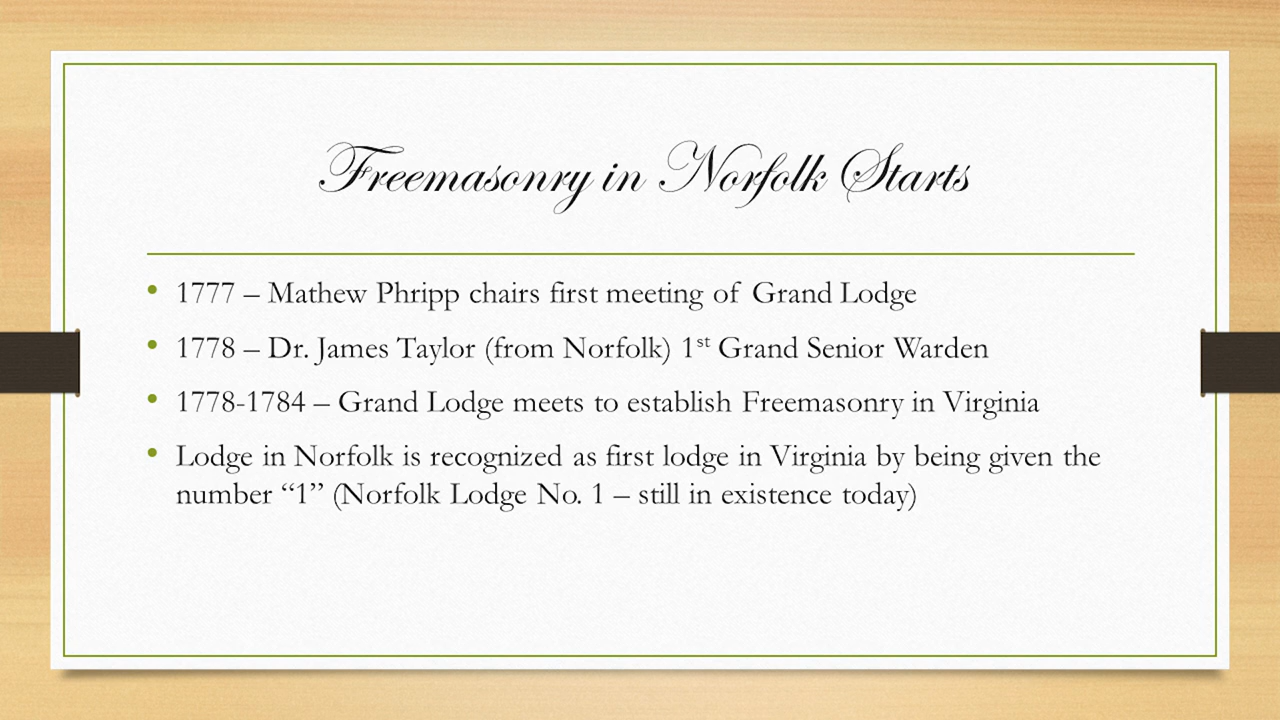 Freemasonry in Norfolk Starts
• 1777 – Mathew Phripp chairs first meeting of Grand Lodge
• 1778 – Dr. James Taylor (from Norfolk) 1st Grand Senior Warden
• 1778-1784 – Grand Lodge meets to establish Freemasonry in Virginia
• Lodge in Norfolk is recognized as first lodge in Virginia by being given the
number “1” (Norfolk Lodge No. 1 – still in existence today)